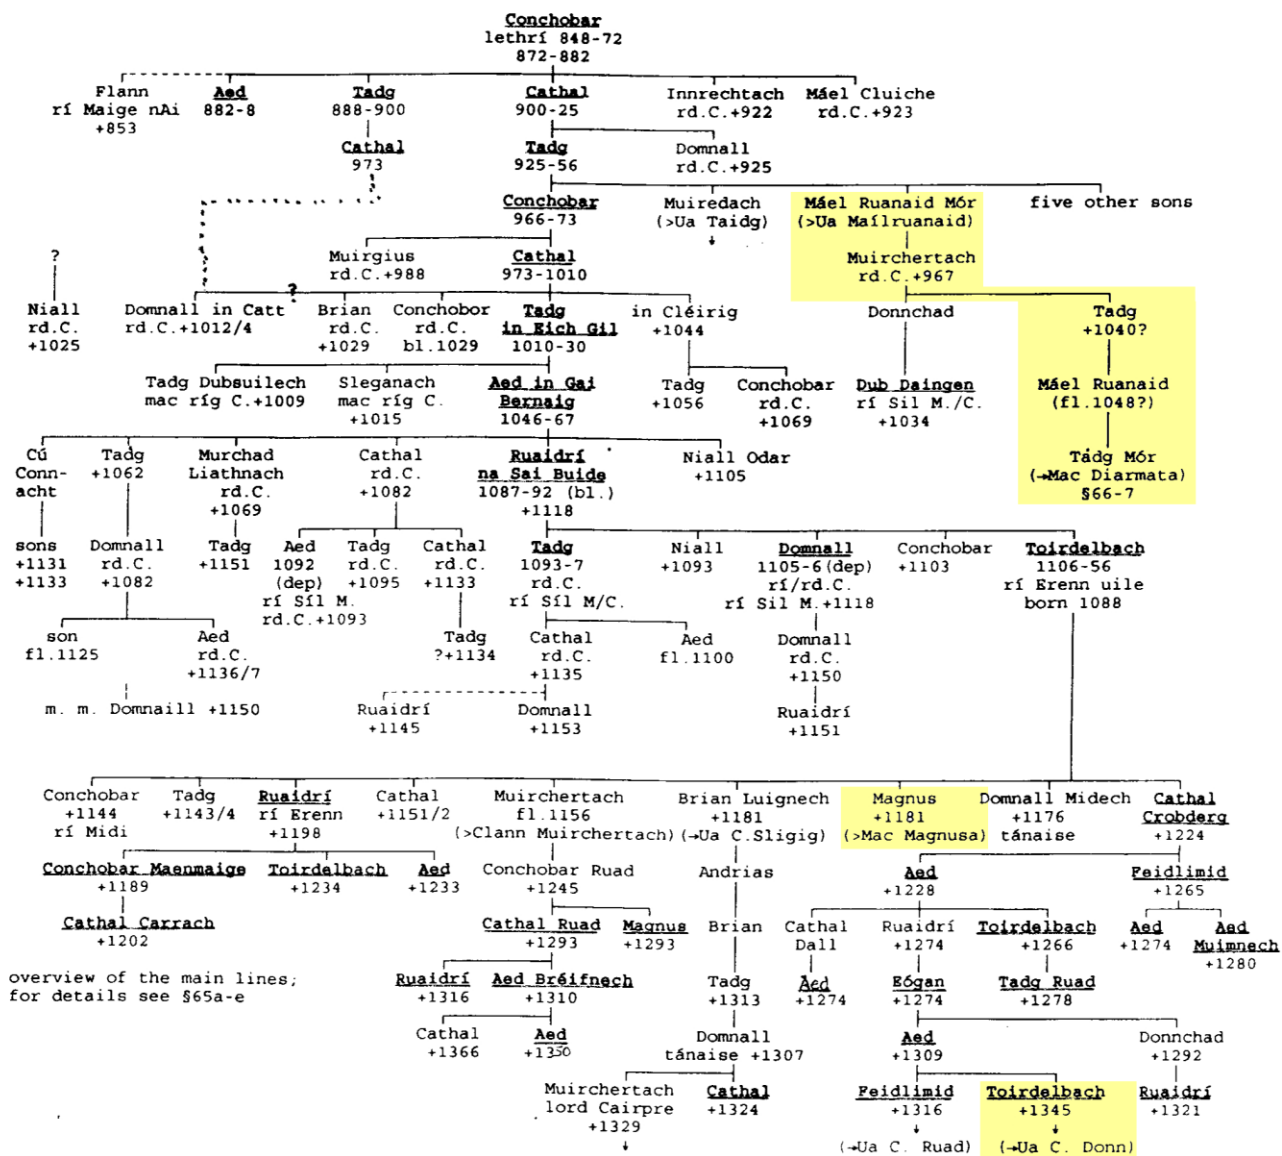 Conchobar
lethrí 848-72
872-882
Flann Aed Tadg Cathal Innrechtach Máel Cluiche
rí Maige nAi 882-8 888-900 900-25 rd.C.+922 rd.C.+923
+853
Cathal Tadg Domnall
973 925-56 rd.C.+925
Conchobar Muiredach Máel Ruanaid Mór five other sons
966-73 (>Ua Taidg) (>Ua Maílruanaid)
? Muirgius Cathal Muirchertach
rd.C.+988 973-1010 rd.C.+967
?
Niall Domnall in Catt Brian Conchobor Tadg in Cléirig Donnchad Tadg
rd.C. rd.C.+1012/4 rd.C. rd.C. in Eich Gil +1044 +1040?
+1025 +1029 bl.1029 1010-30
Tadg Dubsuilech Sleganach Aed in Gai Tadg Conchobar Dub Daingen Máel Ruanaid
mac ríg C.+1009 mac ríg C. Bernaig +1056 rd.C. rí Sil M./C. (fl.1048?)
+1015 1046-67 +1069 +1034
Cú Tadg Murchad Cathal Ruaidrí Niall Odar Tádg Mór
Conn- +1062 Liathnach rd.C. na Sai Buide +1105 (→Mac Diarmata)
acht rd.C. +1082 1087-92 (bl.) §66-7
+1069 +1118
sons Domnall Tadg Aed Tadg Cathal Tadg Niall Domnall Conchobar Toirdelbach
+1131 rd.C. +1151 1092 rd.C. rd.C. 1093-7 +1093 1105-6(dep) +1103 1106-56
+1133 +1082 (dep) +1095 +1133 rd.C. rí/rd.C. rí Erenn uile
rí Síl M. rí Síl M/C. rí Sil M.+1118 born 1088
rd.C.+1093
son Aed Tadg Cathal Aed Domnall
fl.1125 rd.C. ?+1134 rd.C. fl.1100 rd.C.
+1136/7 +1135 +1150
m. m. Domnaill +1150 Ruaidrí Domnall Ruaidrí
+1145 +1153 +1151
Conchobar Tadg Ruaidrí Cathal Muirchertach Brian Luignech Magnus Domnall Midech Cathal
+1144 +1143/4 rí Erenn +1151/2 fl.1156 +1181 +1181 +1176 Crobderg
rí Midi +1198 (>Clann Muirchertach) (→Ua C.Sligig) (>Mac Magnusa) tánaise +1224
Conchobar Maenmaige Toirdelbach Aed Conchobar Ruad Andrias Aed Feidlimid
+1189 +1234 +1233 +1245 +1228 +1265
Cathal Carrach Cathal Ruad Magnus Brian Cathal Ruaidrí Toirdelbach Aed Aed
+1202 +1293 +1293 Dall +1274 +1266 +1274 Muimnech
+1280
overview of the main lines; Ruaidrí Aed Bréifnech Tadg Aed Eógan Tadg Ruad
for details see §65a-e +1316 +1310 +1313 +1274 +1274 +1278
Cathal Aed Domnall Aed Donnchad
+1366 +1350 tánaise +1307 +1309 +1292
Muirchertach Cathal Feidlimid Toirdelbach Ruaidrí
lord Cairpre +1324 +1316 +1345 +1321
+1329
(→Ua C. Ruad) (→Ua C. Donn)